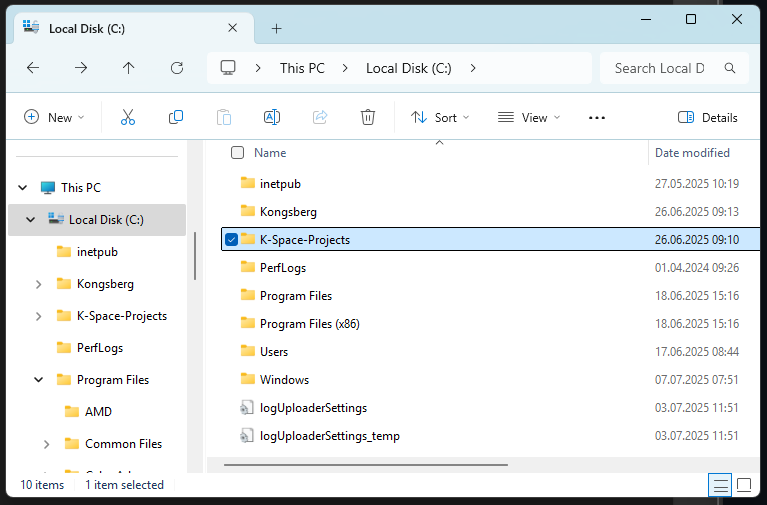 Local Disk (C:)
This PC
Local Disk (C:)
Search Local D
New
Sort
View
Details
This PC
Local Disk (C:)
inetpub
Kongsberg
K-Space-Projects
PerfLogs
Program Files
AMD
Common Files
Name Date modified
inetpub 27.05.2025 10:19
Kongsberg 26.06.2025 09:13
K-Space-Projects 26.06.2025 09:10
PerfLogs 01.04.2024 09:26
Program Files 18.06.2025 15:16
Program Files (x86) 18.06.2025 15:16
Users 17.06.2025 08:44
Windows 07.07.2025 07:51
logUploaderSettings 03.07.2025 11:51
logUploaderSettings_temp 03.07.2025 11:51
10 items 1 item selected